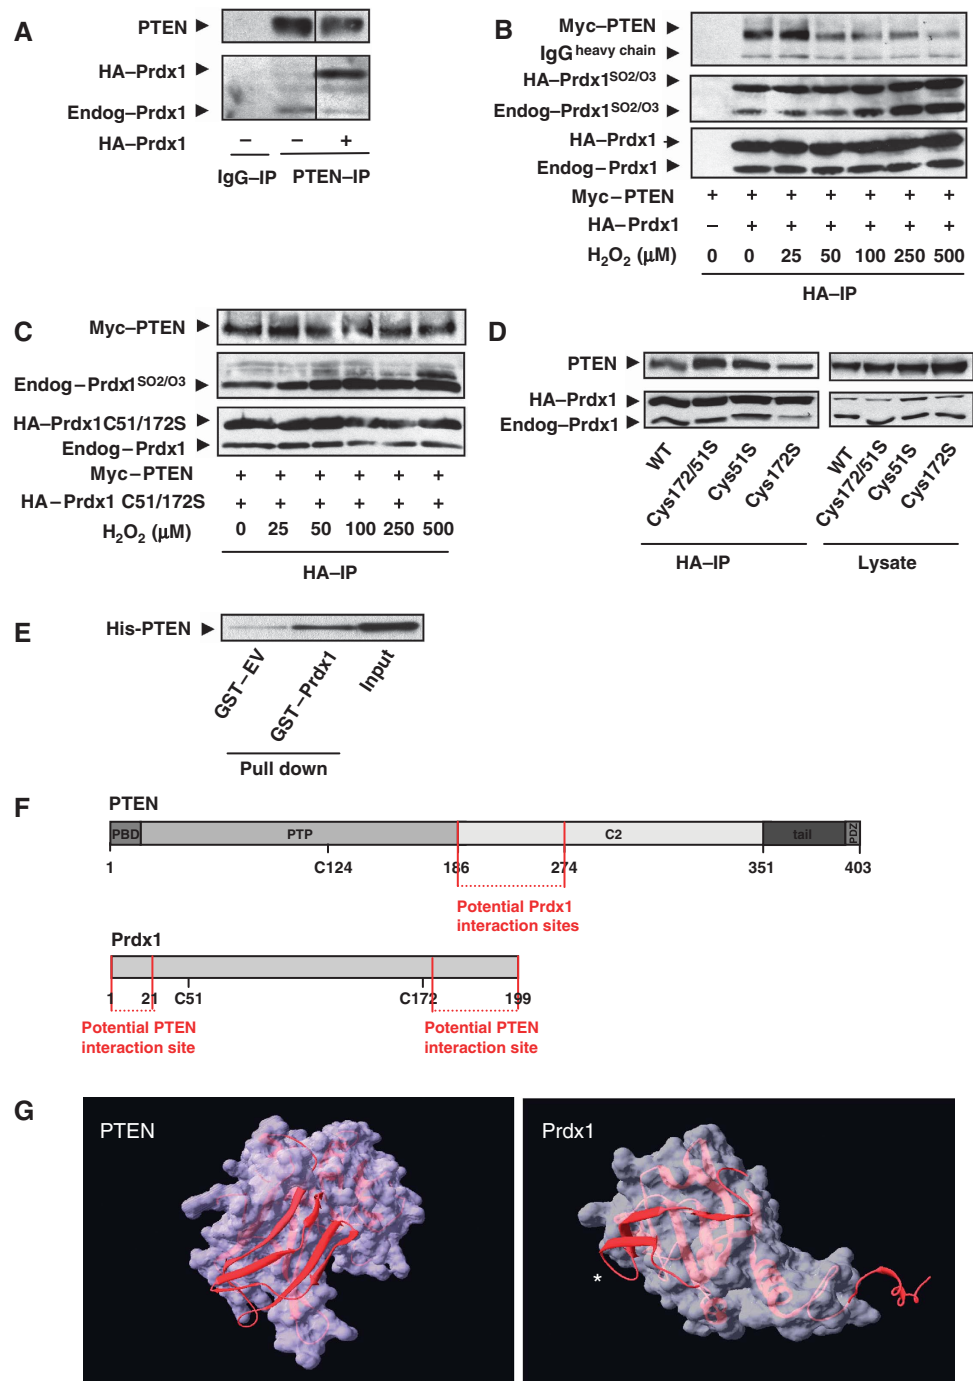 A
PTEN
HA–Prdx1
Endog–Prdx1
HA–Prdx1
– – +
IgG–IP PTEN–IP
B
Myc–PTEN
IgG heavy chain
HA–Prdx1 SO2/O3
Endog–Prdx1 SO2/O3
HA–Prdx1
Endog–Prdx1
Myc–PTEN + + + + + + +
HA–Prdx1 – + + + + + +
H2O2 (μM) 0 0 25 50 100 250 500
HA–IP
C
Myc–PTEN
Endog–Prdx1 SO2/O3
HA–Prdx1C51/172S
Endog–Prdx1
Myc–PTEN + + + + + +
HA–Prdx1 C51/172S + + + + + +
H2O2 (μM) 0 25 50 100 250 500
HA–IP
D
PTEN
HA–Prdx1
Endog–Prdx1
WT Cys172/51S Cys51S Cys172S WT Cys172/51S Cys51S Cys172S
HA–IP Lysate
E
His-PTEN
GST–EV GST–Prdx1 Input
Pull down
F
PTEN
PBD PTP C2 tail PDZ
1 C124 186 274 351 403
Potential Prdx1
interaction sites
Prdx1
1 21 C51 C172 199
Potential PTEN
interaction site
Potential PTEN
interaction site
G
PTEN
Prdx1
*